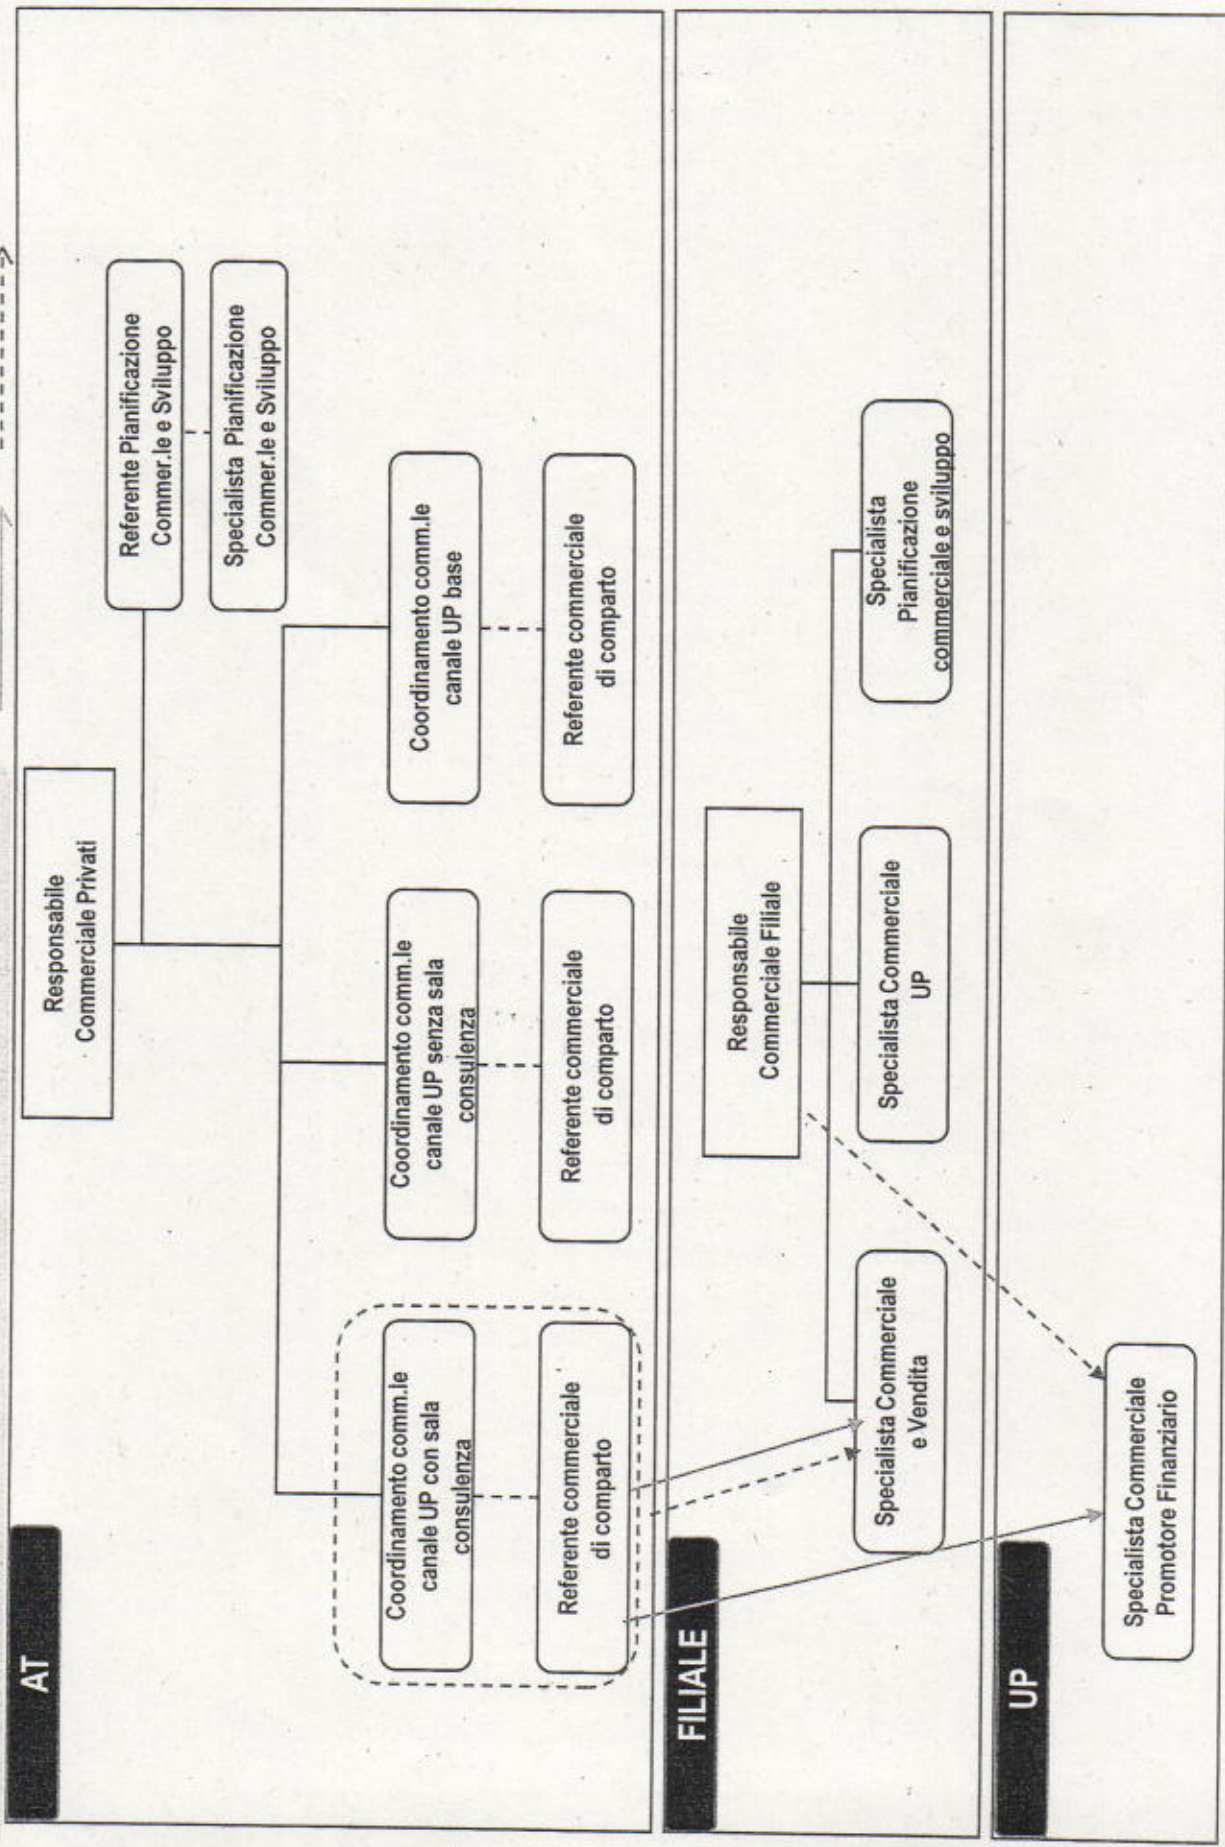 AT
Responsabile
Commerciale Privati
Referente Pianificazione
Commer.le e Sviluppo
Specialista Pianificazione
Commer.le e Sviluppo
Coordinamento comm.le
canale UP con sala
consulenza
Coordinamento comm.le
canale UP senza sala
consulenza
Coordinamento comm.le
canale UP base
Referente commerciale
di comparto
Referente commerciale
di comparto
Referente commerciale
di comparto
FILIALE
Responsabile
Commerciale Filiale
Specialista Commerciale
e Vendita
Specialista Commerciale
UP
Specialista
Pianificazione
commerciale e sviluppo
UP
Specialista Commerciale
Promotore Finanziario